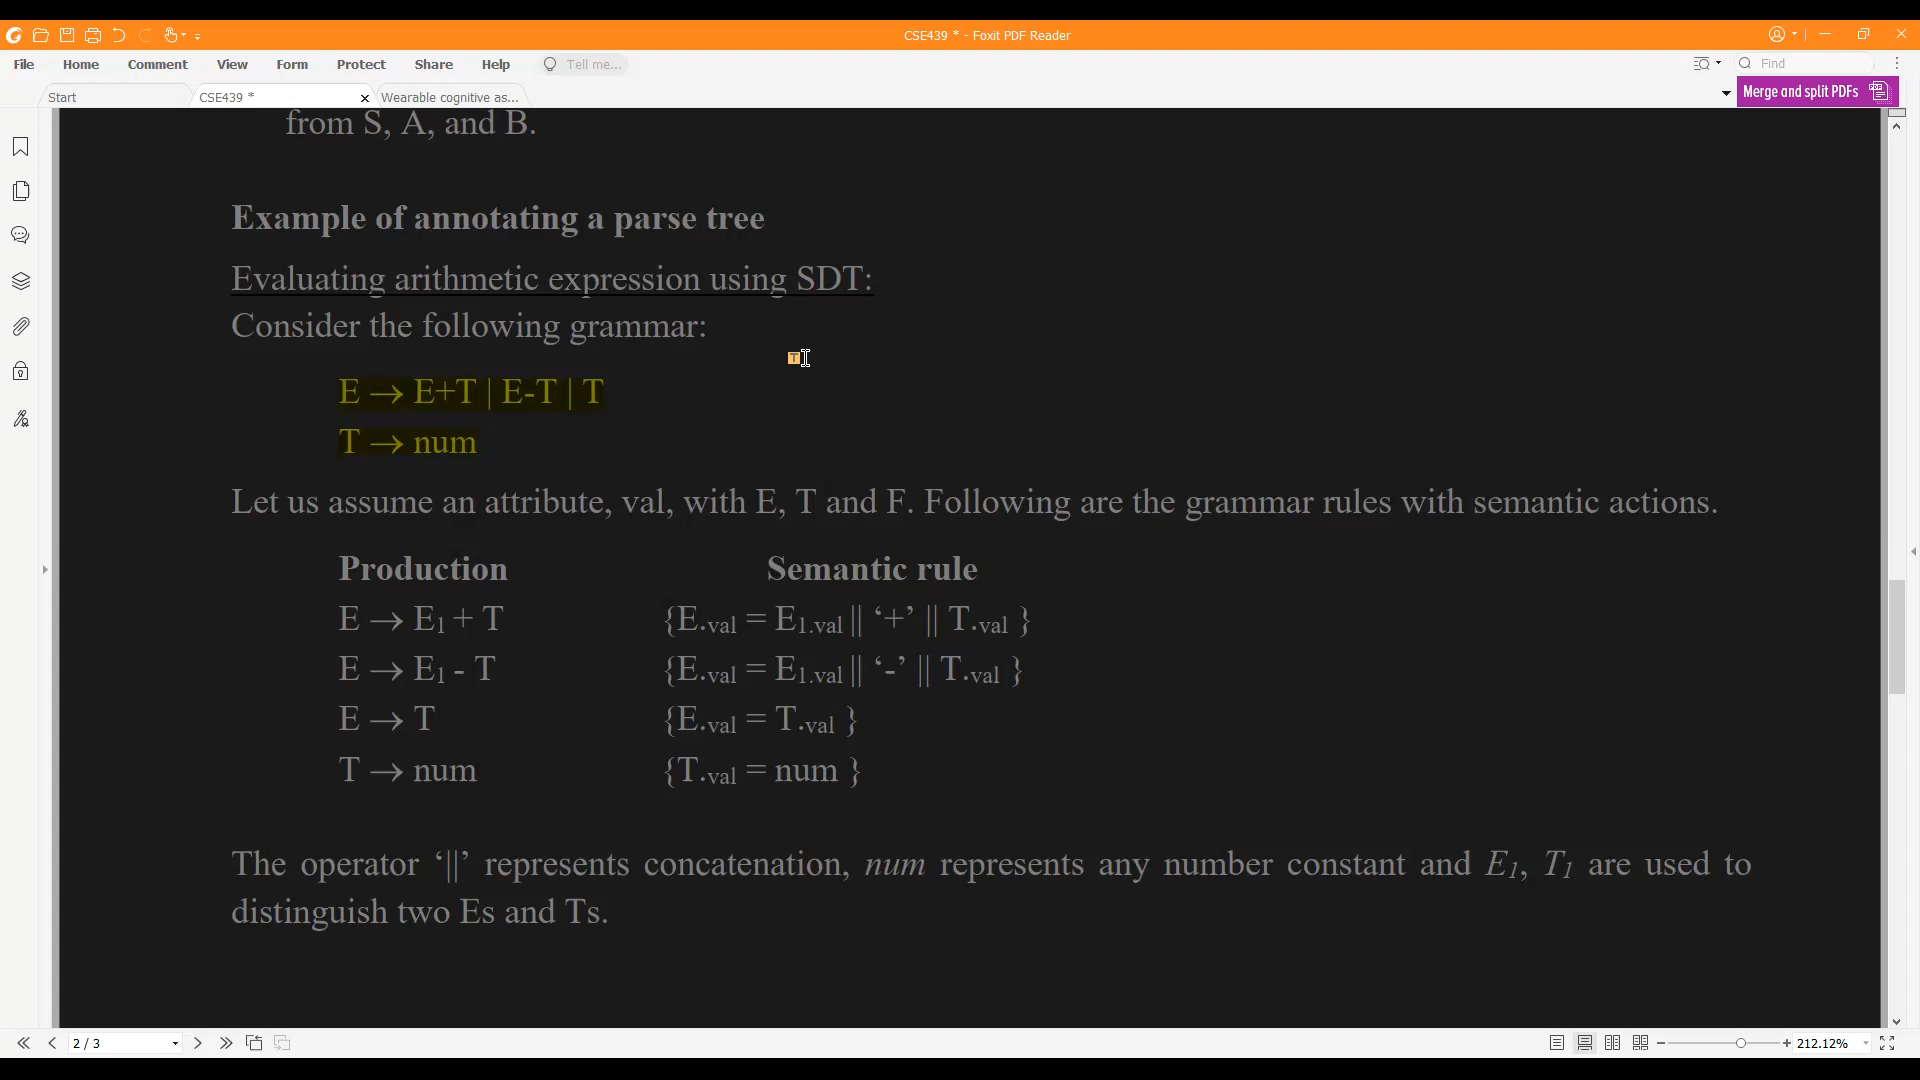 CSE439 * - Foxit PDF Reader
File Home Comment View Form Protect Share Help Tell me... Find
Start CSE439 * Wearable cognitive as... Merge and split PDFs
from S, A, and B.
Example of annotating a parse tree
Evaluating arithmetic expression using SDT:
Consider the following grammar:
E → E+T | E-T | T
T → num
Let us assume an attribute, val, with E, T and F. Following are the grammar rules with semantic actions.
Production Semantic rule
E → E1 + T {E.val = E1.val || ‘+’ || T.val }
E → E1 - T {E.val = E1.val || ‘-’ || T.val }
E → T {E.val = T.val }
T → num {T.val = num }
The operator ‘||’ represents concatenation, num represents any number constant and E1, T1 are used to
distinguish two Es and Ts.
2 / 3 212.12%